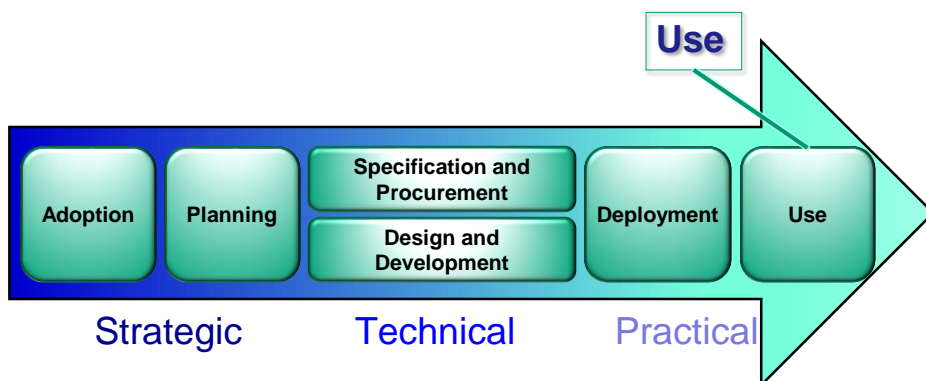 Use
Adoption
Planning
Specification and
Procurement
Design and
Development
Deployment
Use
Strategic
Technical
Practical